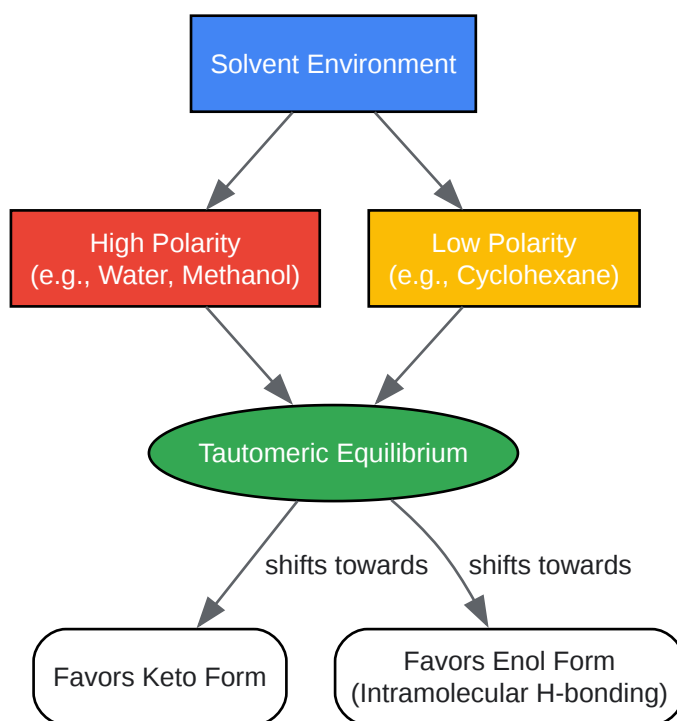 Solvent Environment
High Polarity
(e.g., Water, Methanol)
Low Polarity
(e.g., Cyclohexane)
Tautomeric Equilibrium
shifts towards
shifts towards
Favors Keto Form
Favors Enol Form
(Intramolecular H-bonding)